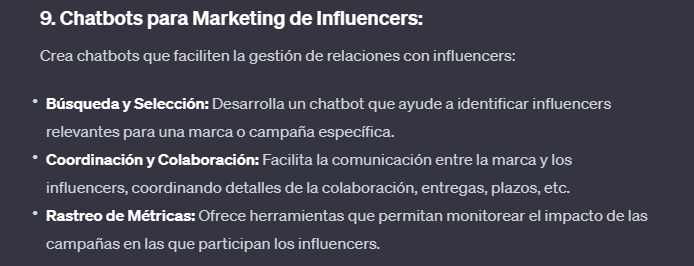 9. Chatbots para Marketing de Influencers:
Crea chatbots que faciliten la gestión de relaciones con influencers:
• Búsqueda y Selección: Desarrolla un chatbot que ayude a identificar influencers
relevantes para una marca o campaña específica.
• Coordinación y Colaboración: Facilita la comunicación entre la marca y los
influencers, coordinando detalles de la colaboración, entregas, plazos, etc.
• Rastreo de Métricas: Ofrece herramientas que permitan monitorear el impacto de las
campañas en las que participan los influencers.